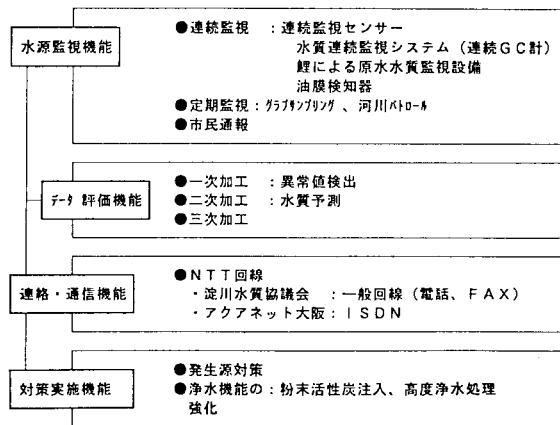 水源監視機能
●連続監視 : 連続監視センサー
水質連続監視システム (連続GC計)
鯉による原水水質監視設備
油膜検知器
●定期監視 : グラブサンプリング 、 河川パトロール
●市民通報
データ 評価機能
●一次加工 : 異常値検出
●二次加工 : 水質予測
●三次加工
連絡・通信機能
●NTT回線
・淀川水質協議会 : 一般回線 (電話、FAX)
・アクアネット大阪 : ISDN
対策実施機能
●発生源対策
●浄水機能の : 粉末活性炭注入、高度浄水処理
強化